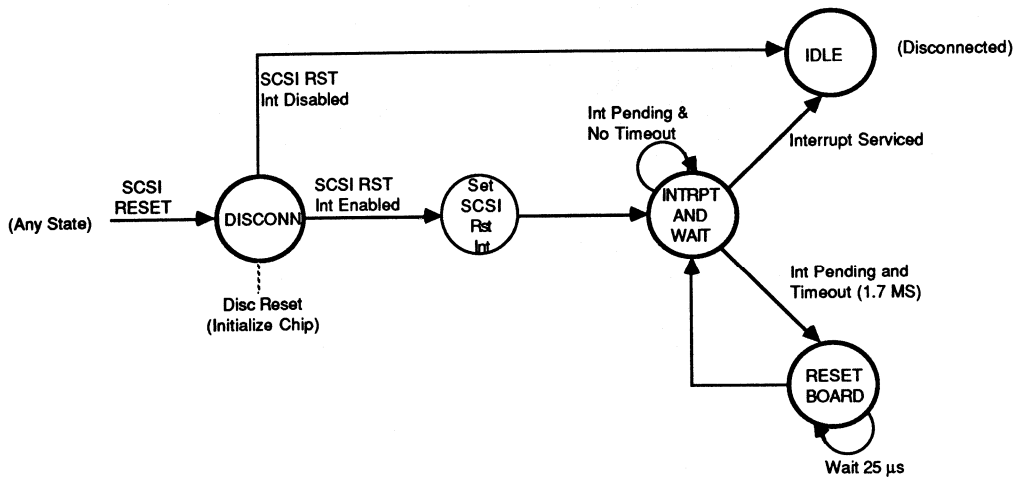 IDLE
(Disconnected)
SCSI RST
Int Disabled
Int Pending &
No Timeout
Interrupt Serviced
SCSI
RESET
(Any State)
DISCONN
SCSI RST
Int Enabled
Set
SCSI
Rst
Int
INTRPT
AND
WAIT
Disc Reset
(Initialize Chip)
Int Pending and
Timeout (1.7 MS)
RESET
BOARD
Wait 25 µs